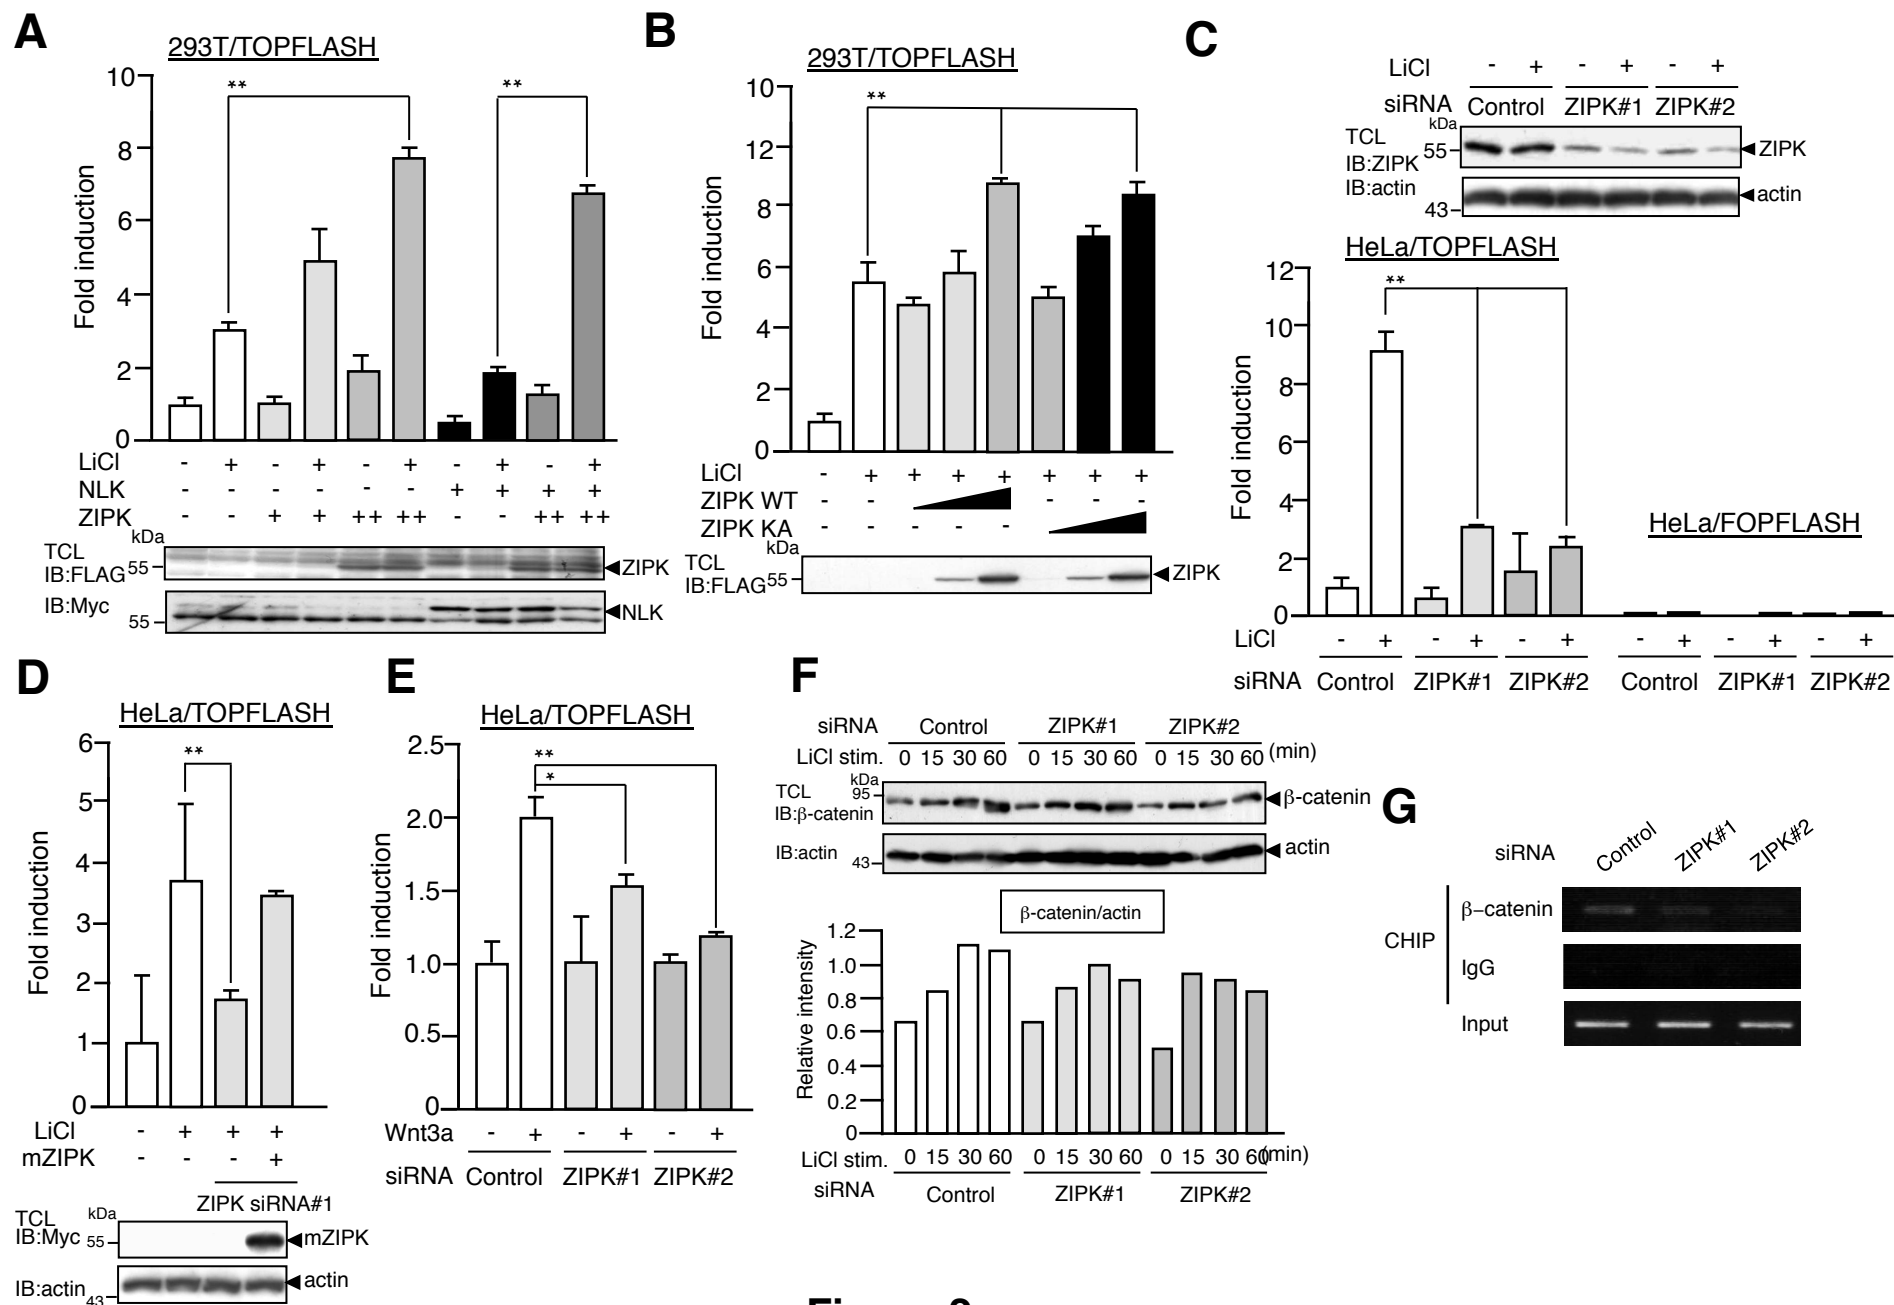 A
293T/TOPFLASH
**
**
Fold induction
10
8
6
4
2
0
LiCl - + - + - + - + - +
NLK - - - - - - + + + +
ZIPK - - + + ++ ++ - - ++ ++
kDa
TCL
IB:FLAG 55 ZIPK
IB:Myc NLK
55
B
293T/TOPFLASH
**
Fold induction
10
12
8
6
4
2
0
LiCl - + + + + + + +
ZIPK WT - - - - -
ZIPK KA - - - - -
kDa
TCL
IB:FLAG 55 ZIPK
C
LiCl - + - + - +
siRNA Control ZIPK#1 ZIPK#2
kDa
TCL
IB:ZIPK 55 ZIPK
IB:actin actin
43
HeLa/TOPFLASH
**
Fold induction
12
10
8
6
4
2
0
HeLa/FOPFLASH
LiCl - + - + - + - + - + - +
siRNA Control ZIPK#1 ZIPK#2 Control ZIPK#1 ZIPK#2
D
HeLa/TOPFLASH
**
Fold induction
6
5
4
3
2
1
0
LiCl - + + +
mZIPK - - - +
ZIPK siRNA#1
TCL kDa
IB:Myc 55 mZIPK
IB:actin actin
43
E
HeLa/TOPFLASH
**
*
Fold induction
2.5
2.0
1.5
1.0
0.5
0
Wnt3a - + - + - +
siRNA Control ZIPK#1 ZIPK#2
F
siRNA Control ZIPK#1 ZIPK#2
LiCl stim. 0 15 30 60 0 15 30 60 0 15 30 60 (min)
kDa
TCL 95 β-catenin
IB:β-catenin
IB:actin 43 actin
β-catenin/actin
Relative intensity
1.2
1.0
0.8
0.6
0.4
0.2
0
LiCl stim. 0 15 30 60 0 15 30 60 0 15 30 60 (min)
siRNA Control ZIPK#1 ZIPK#2
G
siRNA Control ZIPK#1 ZIPK#2
CHIP
β-catenin
IgG
Input